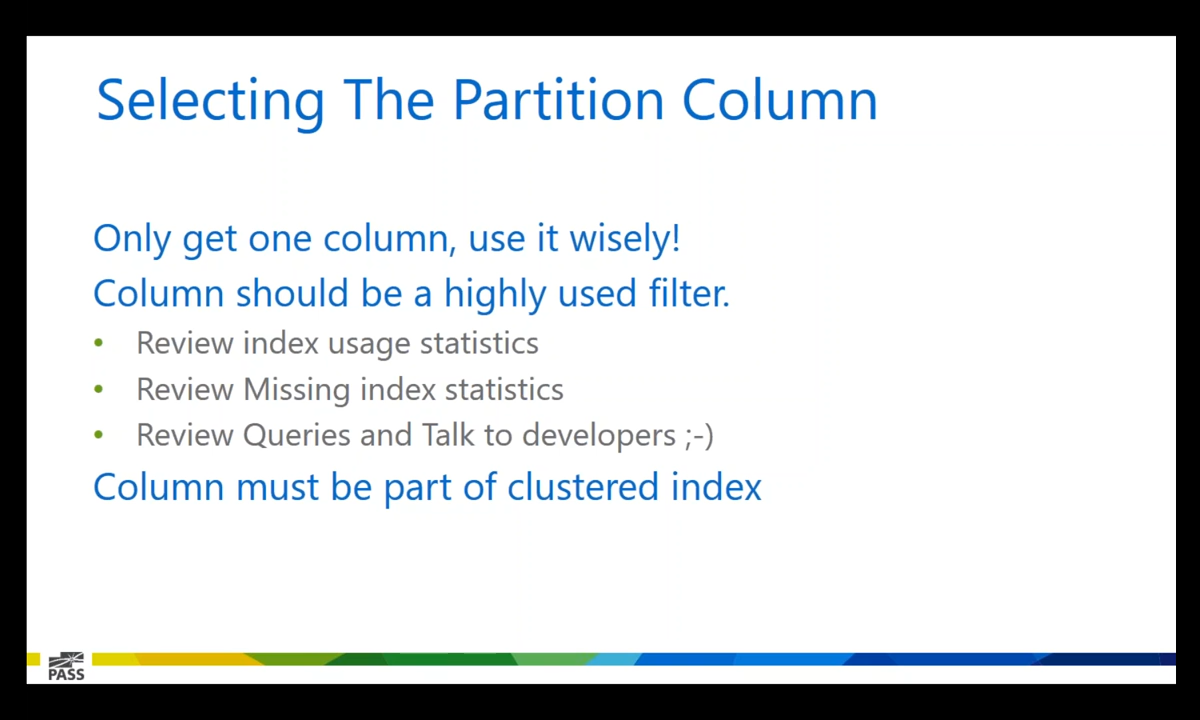 Selecting The Partition Column
Only get one column, use it wisely!
Column should be a highly used filter.
• Review index usage statistics
• Review Missing index statistics
• Review Queries and Talk to developers ;-)
Column must be part of clustered index
PASS